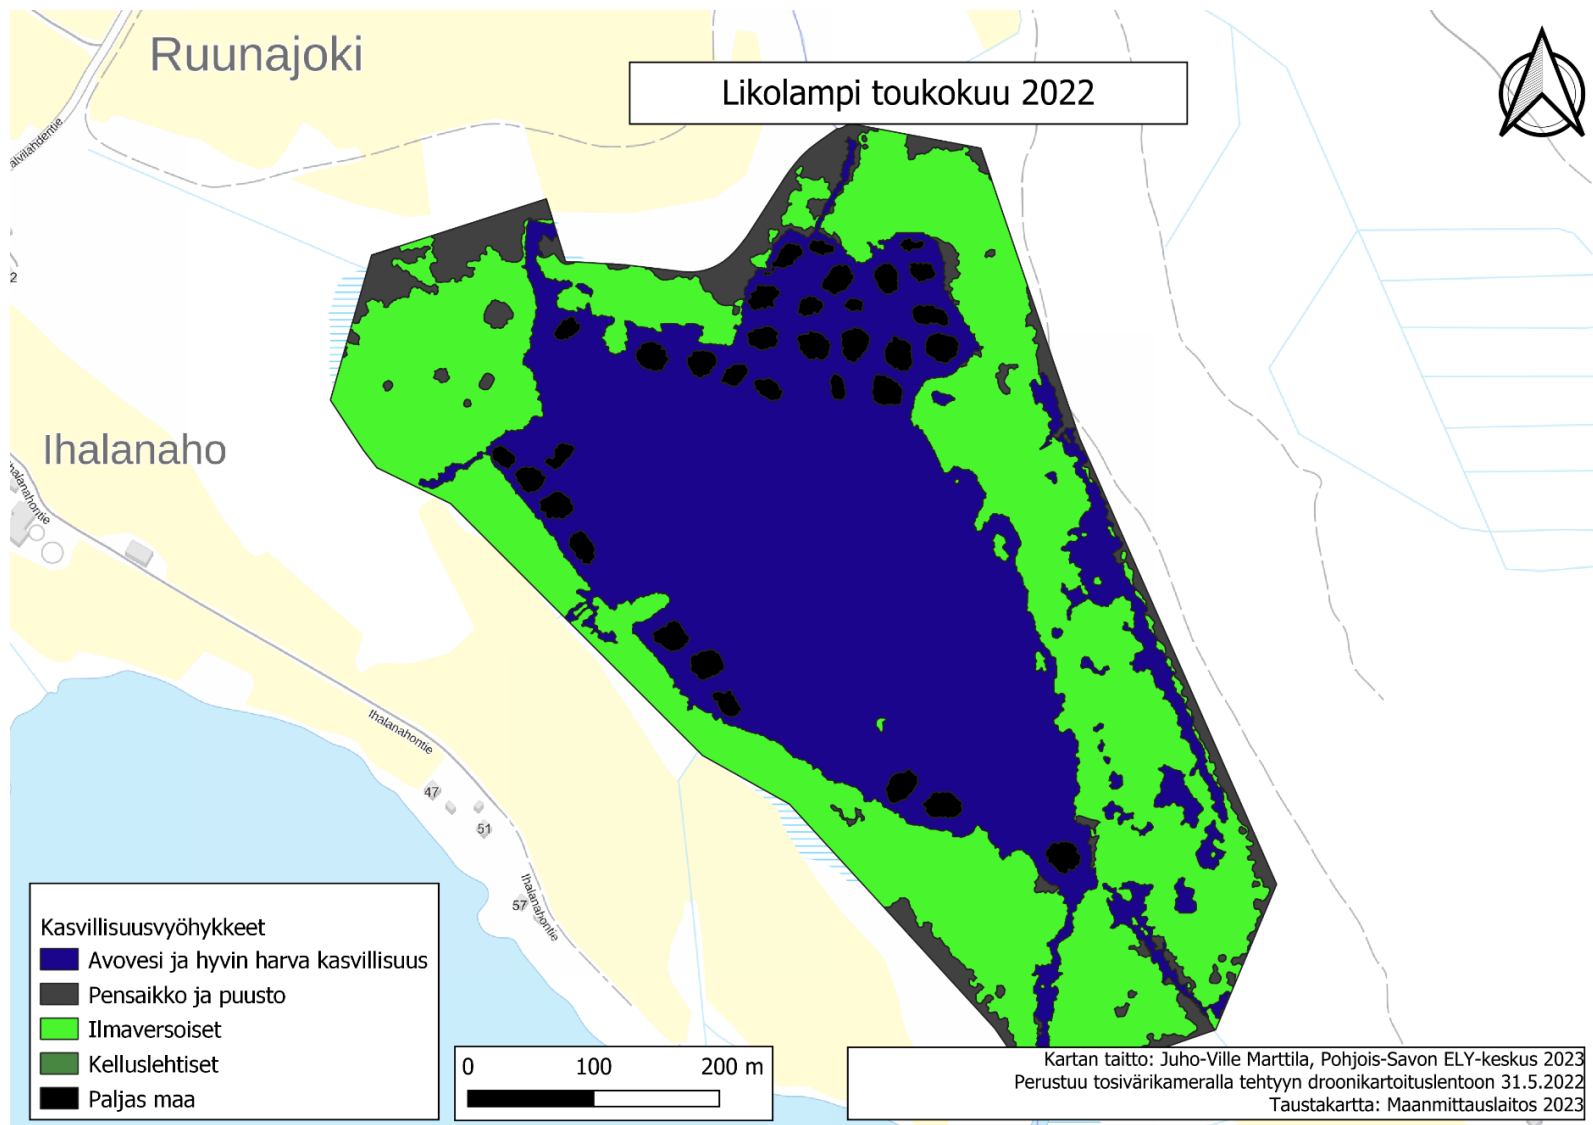 Ruunajoki
Likolampi toukokuu 2022
2
Ihalanaho
Ihalanahontie
47
51
57
Ihalanahontie
Kasvillisuusvyöhykkeet
Avovesi ja hyvin harva kasvillisuus
Pensaikko ja puusto
Ilmaversoiset
Kelluslehtiset
Paljas maa
0 100 200 m
Kartan taitto: Juho-Ville Marttila, Pohjois-Savon ELY-keskus 2023
Perustuu tosivärikameralla tehtyyn droonikartoituslentoon 31.5.2022
Taustakartta: Maanmittauslaitos 2023